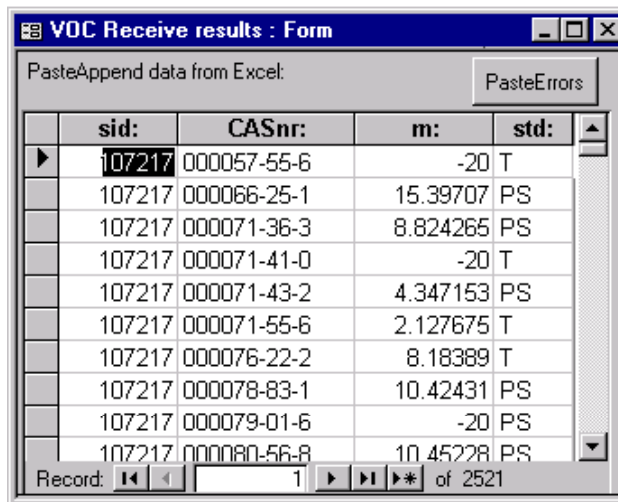 VOC Receive results : Form
PasteAppend data from Excel:
PasteErrors
sid: CASnr: m: std:
107217 000057-55-6 -20 T
107217 000066-25-1 15.39707 PS
107217 000071-36-3 8.824265 PS
107217 000071-41-0 -20 T
107217 000071-43-2 4.347153 PS
107217 000071-55-6 2.127675 T
107217 000076-22-2 8.18389 T
107217 000078-83-1 10.42431 PS
107217 000079-01-6 -20 PS
107217 000080-56-8 10.45228 PS
Record: 1 of 2521